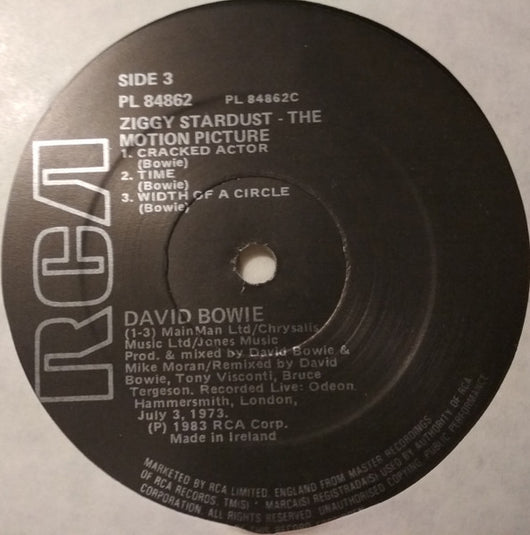 SIDE 3
PL 84862 PL 84862C
ZIGGY STARDUST - THE
MOTION PICTURE
1. CRACKED ACTOR
(Bowie)
2. TIME
(Bowie)
3. WIDTH OF A CIRCLE
(Bowie)
RCA
DAVID BOWIE
(1-3) MainMan Ltd/Chrysalis
Music Ltd/Jones Music
Prod. & mixed by David Bowie &
Mike Moran/Remixed by David
Bowie, Tony Visconti, Bruce
Tergeson. Recorded Live: Odeon
Hammersmith, London,
July 3, 1973.
(P) 1983 RCA Corp.
Made in Ireland
MARKETED BY RCA LIMITED, ENGLAND FROM MASTER RECORDINGS
OF RCA RECORDS. TM(S) • MARCA(S) REGISTRADA(S) USED BY AUTHORITY OF RCA
CORPORATION. ALL RIGHTS RESERVED. UNAUTHORISED COPYING, PUBLIC PERFORMANCE,